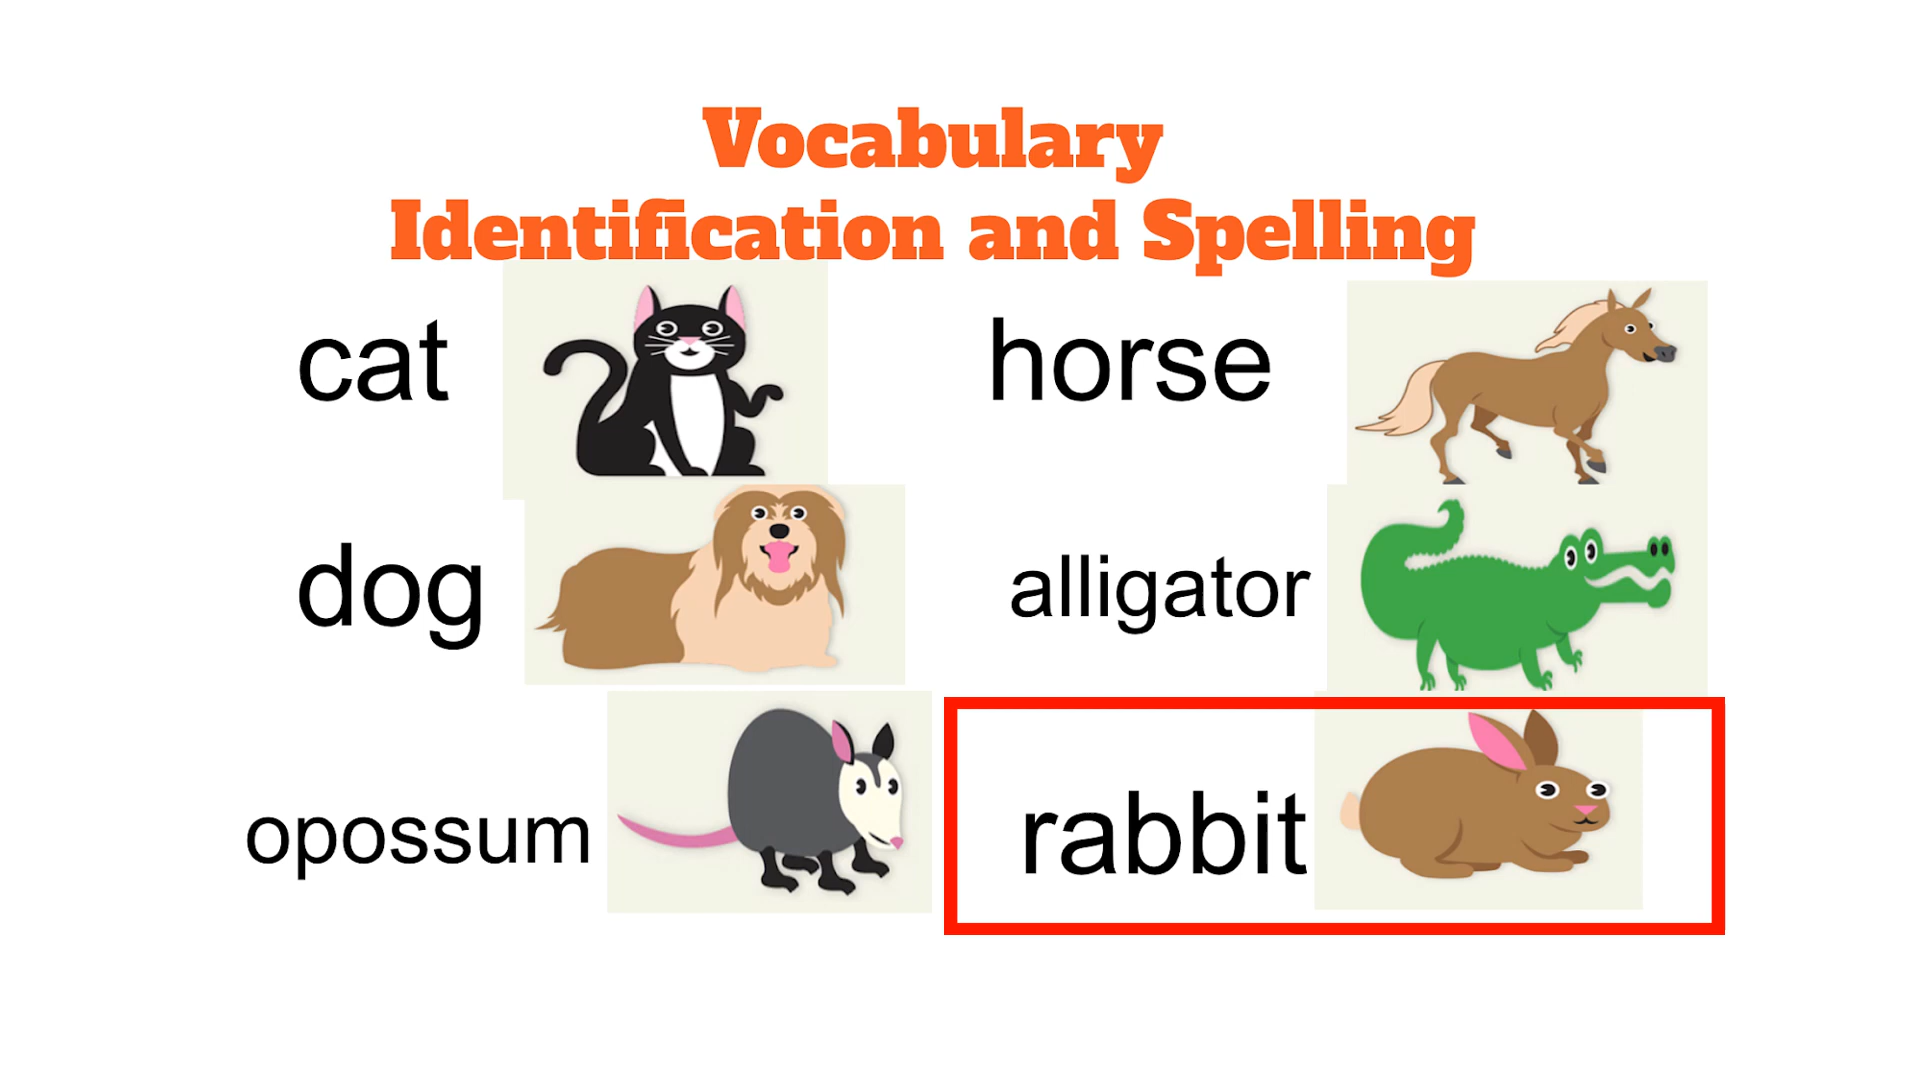 Vocabulary
Identification and Spelling
cat
horse
dog
alligator
opossum
rabbit